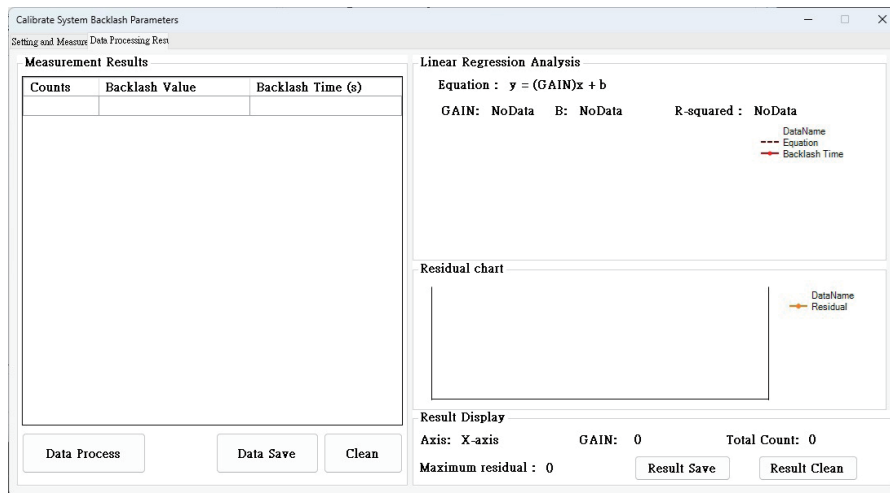 Calibrate System Backlash Parameters
Setting and Measure Data Processing Resu
Measurement Results
Counts Backlash Value Backlash Time (s)
Data Process Data Save Clean
Linear Regression Analysis
Equation : y = (GAIN)x + b
GAIN: NoData B: NoData R-squared : NoData
DataName
Equation
Backlash Time
Residual chart
DataName
Residual
Result Display
Axis: X-axis GAIN: 0 Total Count: 0
Maximum residual : 0 Result Save Result Clean